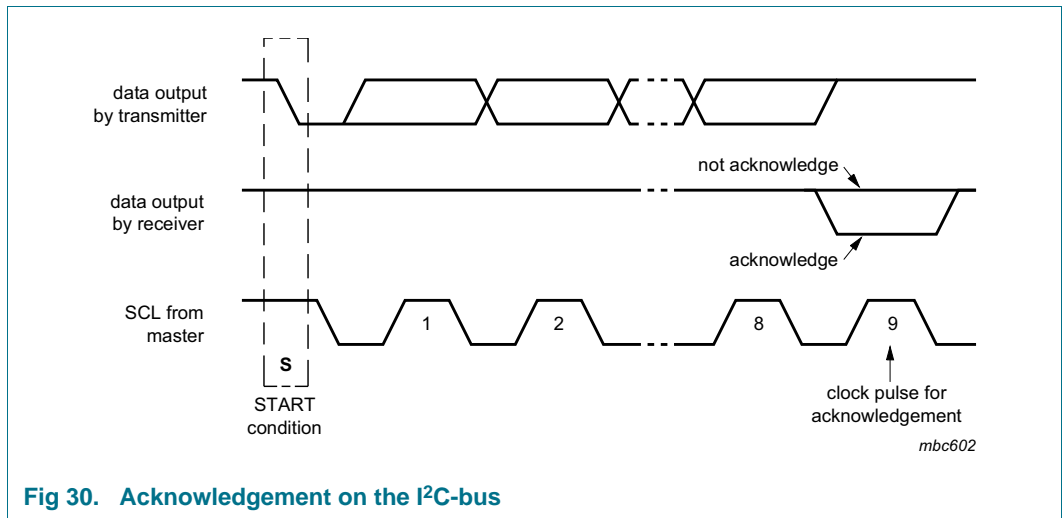 data output
by transmitter
not acknowledge
data output
by receiver
acknowledge
SCL from
master
1
2
8
9
S
START
condition
clock pulse for
acknowledgement
mbc602
Fig 30. Acknowledgement on the I²C-bus